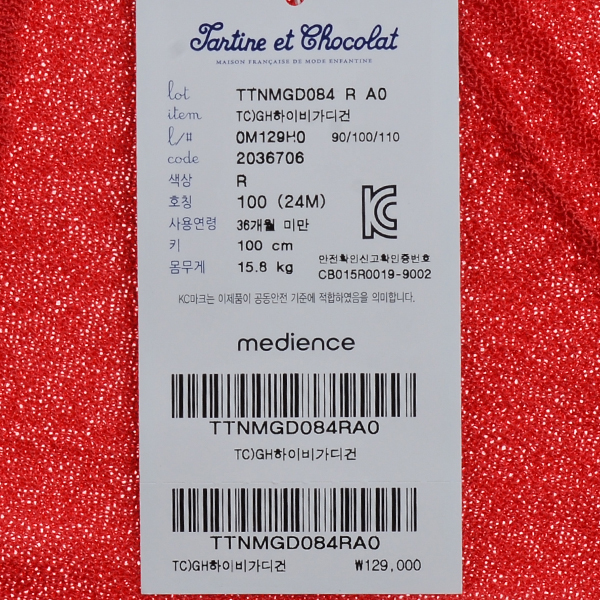 Tartine et Chocolat
MAISON FRANÇAISE DE MODE ENFANTINE
lot TTNMGD084 R A0
item TC)GH하이비가디건
l/# 0M129H0 90/100/110
code 2036706
색상 R
호칭 100 (24M)
사용연령 36개월 미만
키 100 cm
몸무게 15.8 kg
안전확인신고확인증번호
CB015R0019-9002
KC마크는 이제품이 공동안전 기준에 적합하였음을 의미합니다.
medience
TTNMGD084RA0
TC)GH하이비가디건
TTNMGD084RA0
TC)GH하이비가디건 ₩129,000